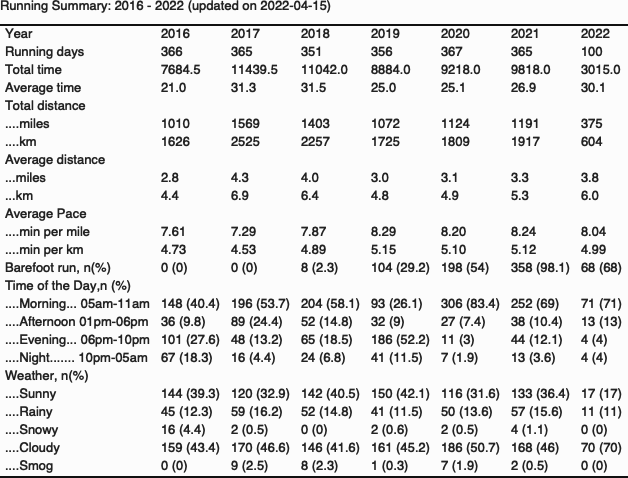 Running Summary: 2016 - 2022 (updated on 2022-04-15)
Year 2016 2017 2018 2019 2020 2021 2022
Running days 366 365 351 356 367 365 100
Total time 7684.5 11439.5 11042.0 8884.0 9218.0 9818.0 3015.0
Average time 21.0 31.3 31.5 25.0 25.1 26.9 30.1
Total distance
....miles 1010 1569 1403 1072 1124 1191 375
....km 1626 2525 2257 1725 1809 1917 604
Average distance
...miles 2.8 4.3 4.0 3.0 3.1 3.3 3.8
...km 4.4 6.9 6.4 4.8 4.9 5.3 6.0
Average Pace
....min per mile 7.61 7.29 7.87 8.29 8.20 8.24 8.04
....min per km 4.73 4.53 4.89 5.15 5.10 5.12 4.99
Barefoot run, n(%) 0 (0) 0 (0) 8 (2.3) 104 (29.2) 198 (54) 358 (98.1) 68 (68)
Time of the Day,n (%)
....Morning... 05am-11am 148 (40.4) 196 (53.7) 204 (58.1) 93 (26.1) 306 (83.4) 252 (69) 71 (71)
....Afternoon 01pm-06pm 36 (9.8) 89 (24.4) 52 (14.8) 32 (9) 27 (7.4) 38 (10.4) 13 (13)
....Evening... 06pm-10pm 101 (27.6) 48 (13.2) 65 (18.5) 186 (52.2) 11 (3) 44 (12.1) 4 (4)
....Night....... 10pm-05am 67 (18.3) 16 (4.4) 24 (6.8) 41 (11.5) 7 (1.9) 13 (3.6) 4 (4)
Weather, n(%)
....Sunny 144 (39.3) 120 (32.9) 142 (40.5) 150 (42.1) 116 (31.6) 133 (36.4) 17 (17)
....Rainy 45 (12.3) 59 (16.2) 52 (14.8) 41 (11.5) 50 (13.6) 57 (15.6) 11 (11)
....Snowy 16 (4.4) 2 (0.5) 0 (0) 2 (0.6) 2 (0.5) 4 (1.1) 0 (0)
....Cloudy 159 (43.4) 170 (46.6) 146 (41.6) 161 (45.2) 186 (50.7) 168 (46) 70 (70)
....Smog 0 (0) 9 (2.5) 8 (2.3) 1 (0.3) 7 (1.9) 2 (0.5) 0 (0)